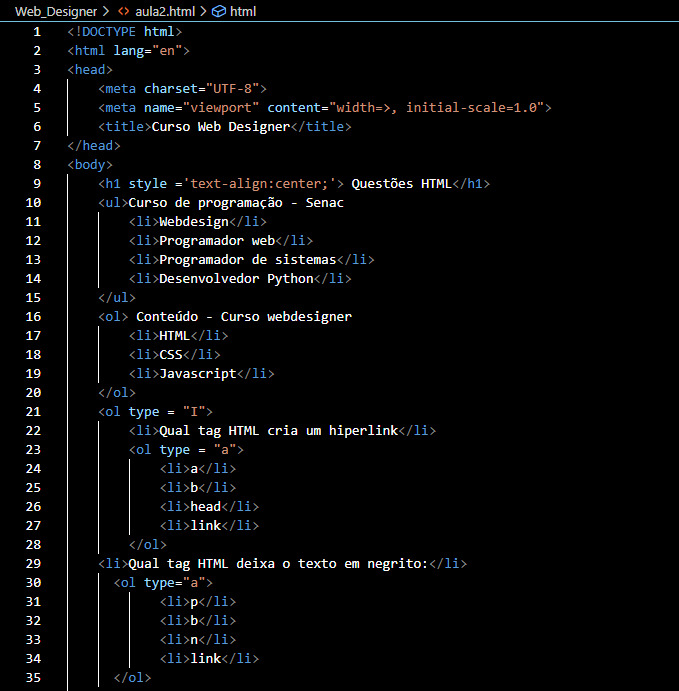 Web_Designer > <> aula2.html > html
1 <!DOCTYPE html>
2 <html lang="en">
3 <head>
4 <meta charset="UTF-8">
5 <meta name="viewport" content="width=>, initial-scale=1.0">
6 <title>Curso Web Designer</title>
7 </head>
8 <body>
9 <h1 style ='text-align:center;'> Questões HTML</h1>
10 <ul>Curso de programação - Senac
11 <li>Webdesign</li>
12 <li>Programador web</li>
13 <li>Programador de sistemas</li>
14 <li>Desenvolvedor Python</li>
15 </ul>
16 <ol> Conteúdo - Curso webdesigner
17 <li>HTML</li>
18 <li>CSS</li>
19 <li>Javascript</li>
20 </ol>
21 <ol type = "I">
22 <li>Qual tag HTML cria um hiperlink</li>
23 <ol type = "a">
24 <li>a</li>
25 <li>b</li>
26 <li>head</li>
27 <li>link</li>
28 </ol>
29 <li>Qual tag HTML deixa o texto em negrito:</li>
30 <ol type="a">
31 <li>p</li>
32 <li>b</li>
33 <li>n</li>
34 <li>link</li>
35 </ol>